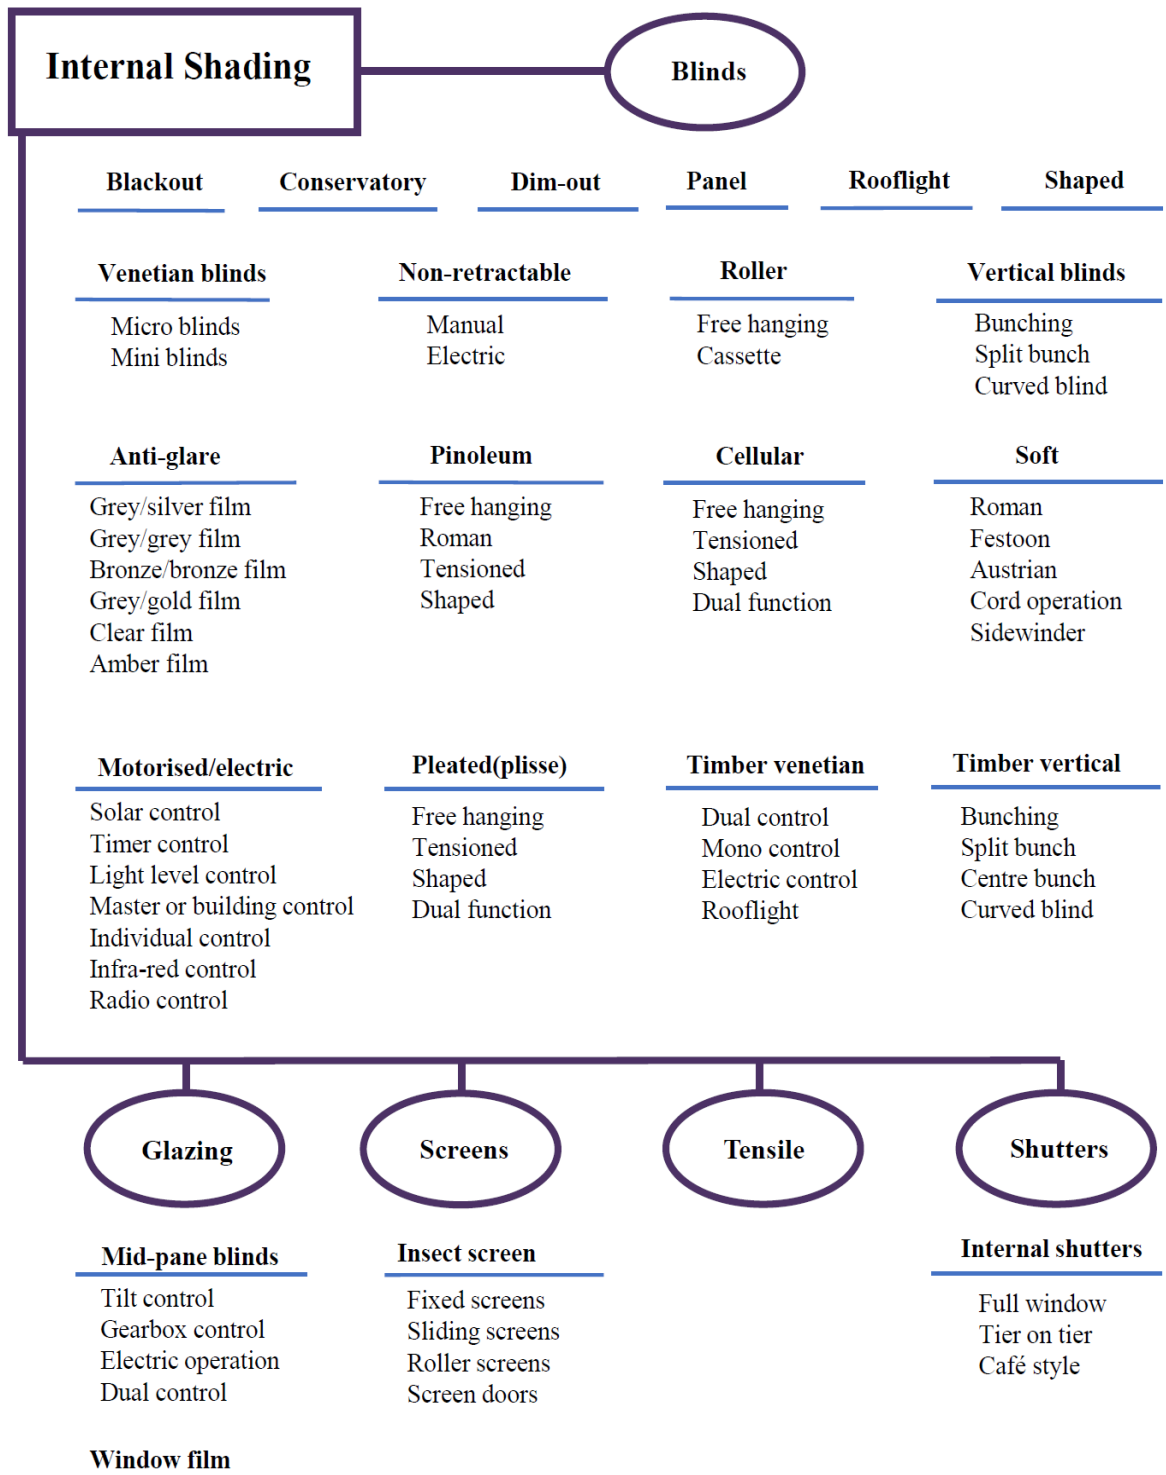 Internal Shading
Blinds
Blackout
Conservatory
Dim-out
Panel
Rooflight
Shaped
Venetian blinds
Micro blinds
Mini blinds
Non-retractable
Manual
Electric
Roller
Free hanging
Cassette
Vertical blinds
Bunching
Split bunch
Curved blind
Anti-glare
Grey/silver film
Grey/grey film
Bronze/bronze film
Grey/gold film
Clear film
Amber film
Pinoleum
Free hanging
Roman
Tensioned
Shaped
Cellular
Free hanging
Tensioned
Shaped
Dual function
Soft
Roman
Festoon
Austrian
Cord operation
Sidewinder
Motorised/electric
Solar control
Timer control
Light level control
Master or building control
Individual control
Infra-red control
Radio control
Pleated(plisse)
Free hanging
Tensioned
Shaped
Dual function
Timber venetian
Dual control
Mono control
Electric control
Rooflight
Timber vertical
Bunching
Split bunch
Centre bunch
Curved blind
Glazing
Screens
Tensile
Shutters
Mid-pane blinds
Tilt control
Gearbox control
Electric operation
Dual control
Window film
Insect screen
Fixed screens
Sliding screens
Roller screens
Screen doors
Internal shutters
Full window
Tier on tier
Café style